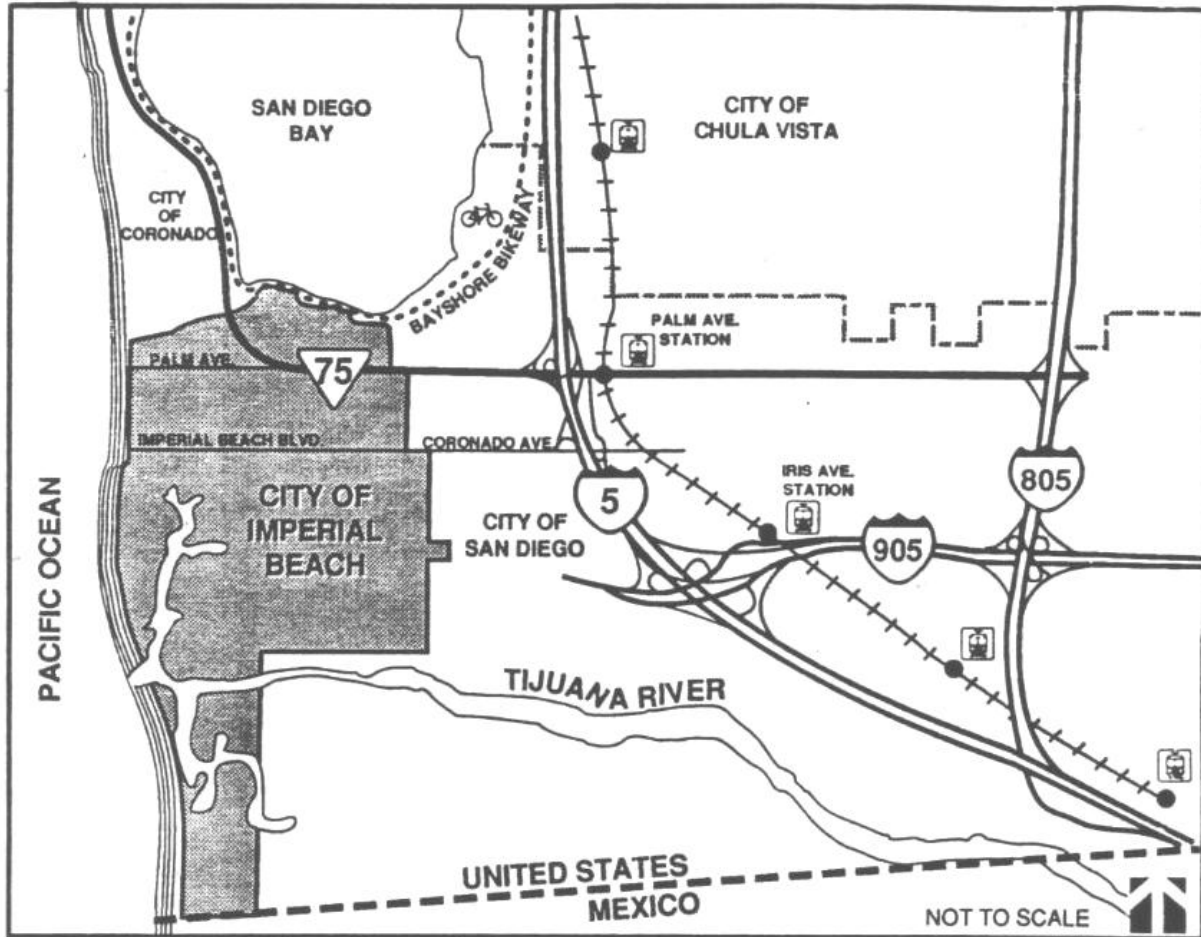 SAN DIEGO
BAY
CITY OF
CHULA VISTA
CITY
OF
CORONADO
BAYSHORE BIKEWAY
PALM AVE.
STATION
PALM AVE.
75
IMPERIAL BEACH BLVD.
CORONADO AVE.
IRIS AVE.
STATION
805
5
CITY OF
IMPERIAL
BEACH
CITY OF
SAN DIEGO
905
PACIFIC OCEAN
TIJUANA RIVER
UNITED STATES
MEXICO
NOT TO SCALE